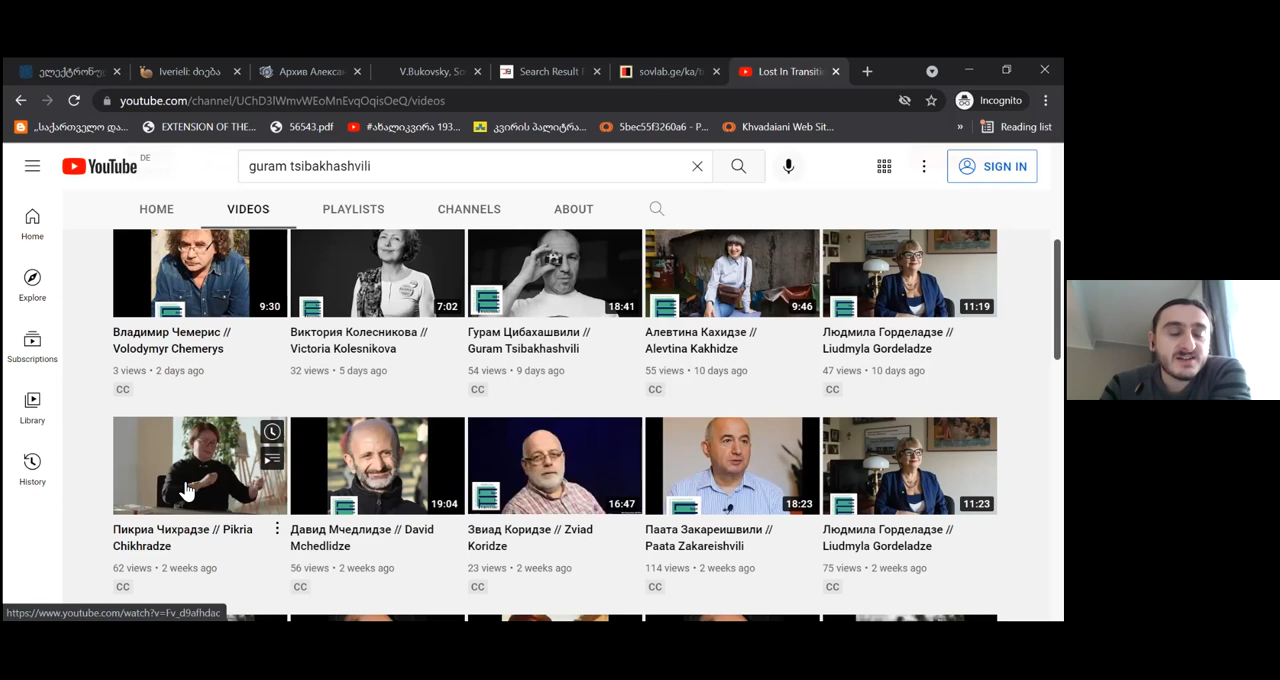 ელექტრონულ
Iverieli: ძიება
Архив Алекса
V.Bukovsky, So
Search Result
sovlab.ge/ka/
Lost In Transiti
youtube.com/channel/UChD3lWmvWEoMnEvqOqisOeQ/videos
Incognito
„საქართველო და...
EXTENSION OF THE...
56543.pdf
#ახალიკვირა 193...
კვირის პალიტრა...
5bec55f3260a6 - P...
Khvadaiani Web Sit...
»
Reading list
YouTube DE
guram tsibakhashvili
SIGN IN
HOME
VIDEOS
PLAYLISTS
CHANNELS
ABOUT
Home
Explore
Subscriptions
Library
History
9:30
7:02
18:41
9:46
11:19
Владимир Чемерис //
Volodymyr Chemerys
3 views • 2 days ago
CC
Виктория Колесникова //
Victoria Kolesnikova
32 views • 5 days ago
Гурам Цибахашвили //
Guram Tsibakhashvili
54 views • 9 days ago
CC
Алевтина Кахидзе //
Alevtina Kakhidze
55 views • 10 days ago
CC
Людмила Горделадзе //
Liudmyla Gordeladze
47 views • 10 days ago
CC
19:04
16:47
18:23
11:23
Пикриа Чихрадзе // Pikria
Chikhradze
62 views • 2 weeks ago
CC
Давид Мчедлидзе // David
Mchedlidze
56 views • 2 weeks ago
CC
Звиад Коридзе // Zviad
Koridze
23 views • 2 weeks ago
CC
Паата Закареишвили //
Paata Zakareishvili
114 views • 2 weeks ago
CC
Людмила Горделадзе //
Liudmyla Gordeladze
75 views • 2 weeks ago
CC
https://www.youtube.com/watch?v=Fv_d9afhdac